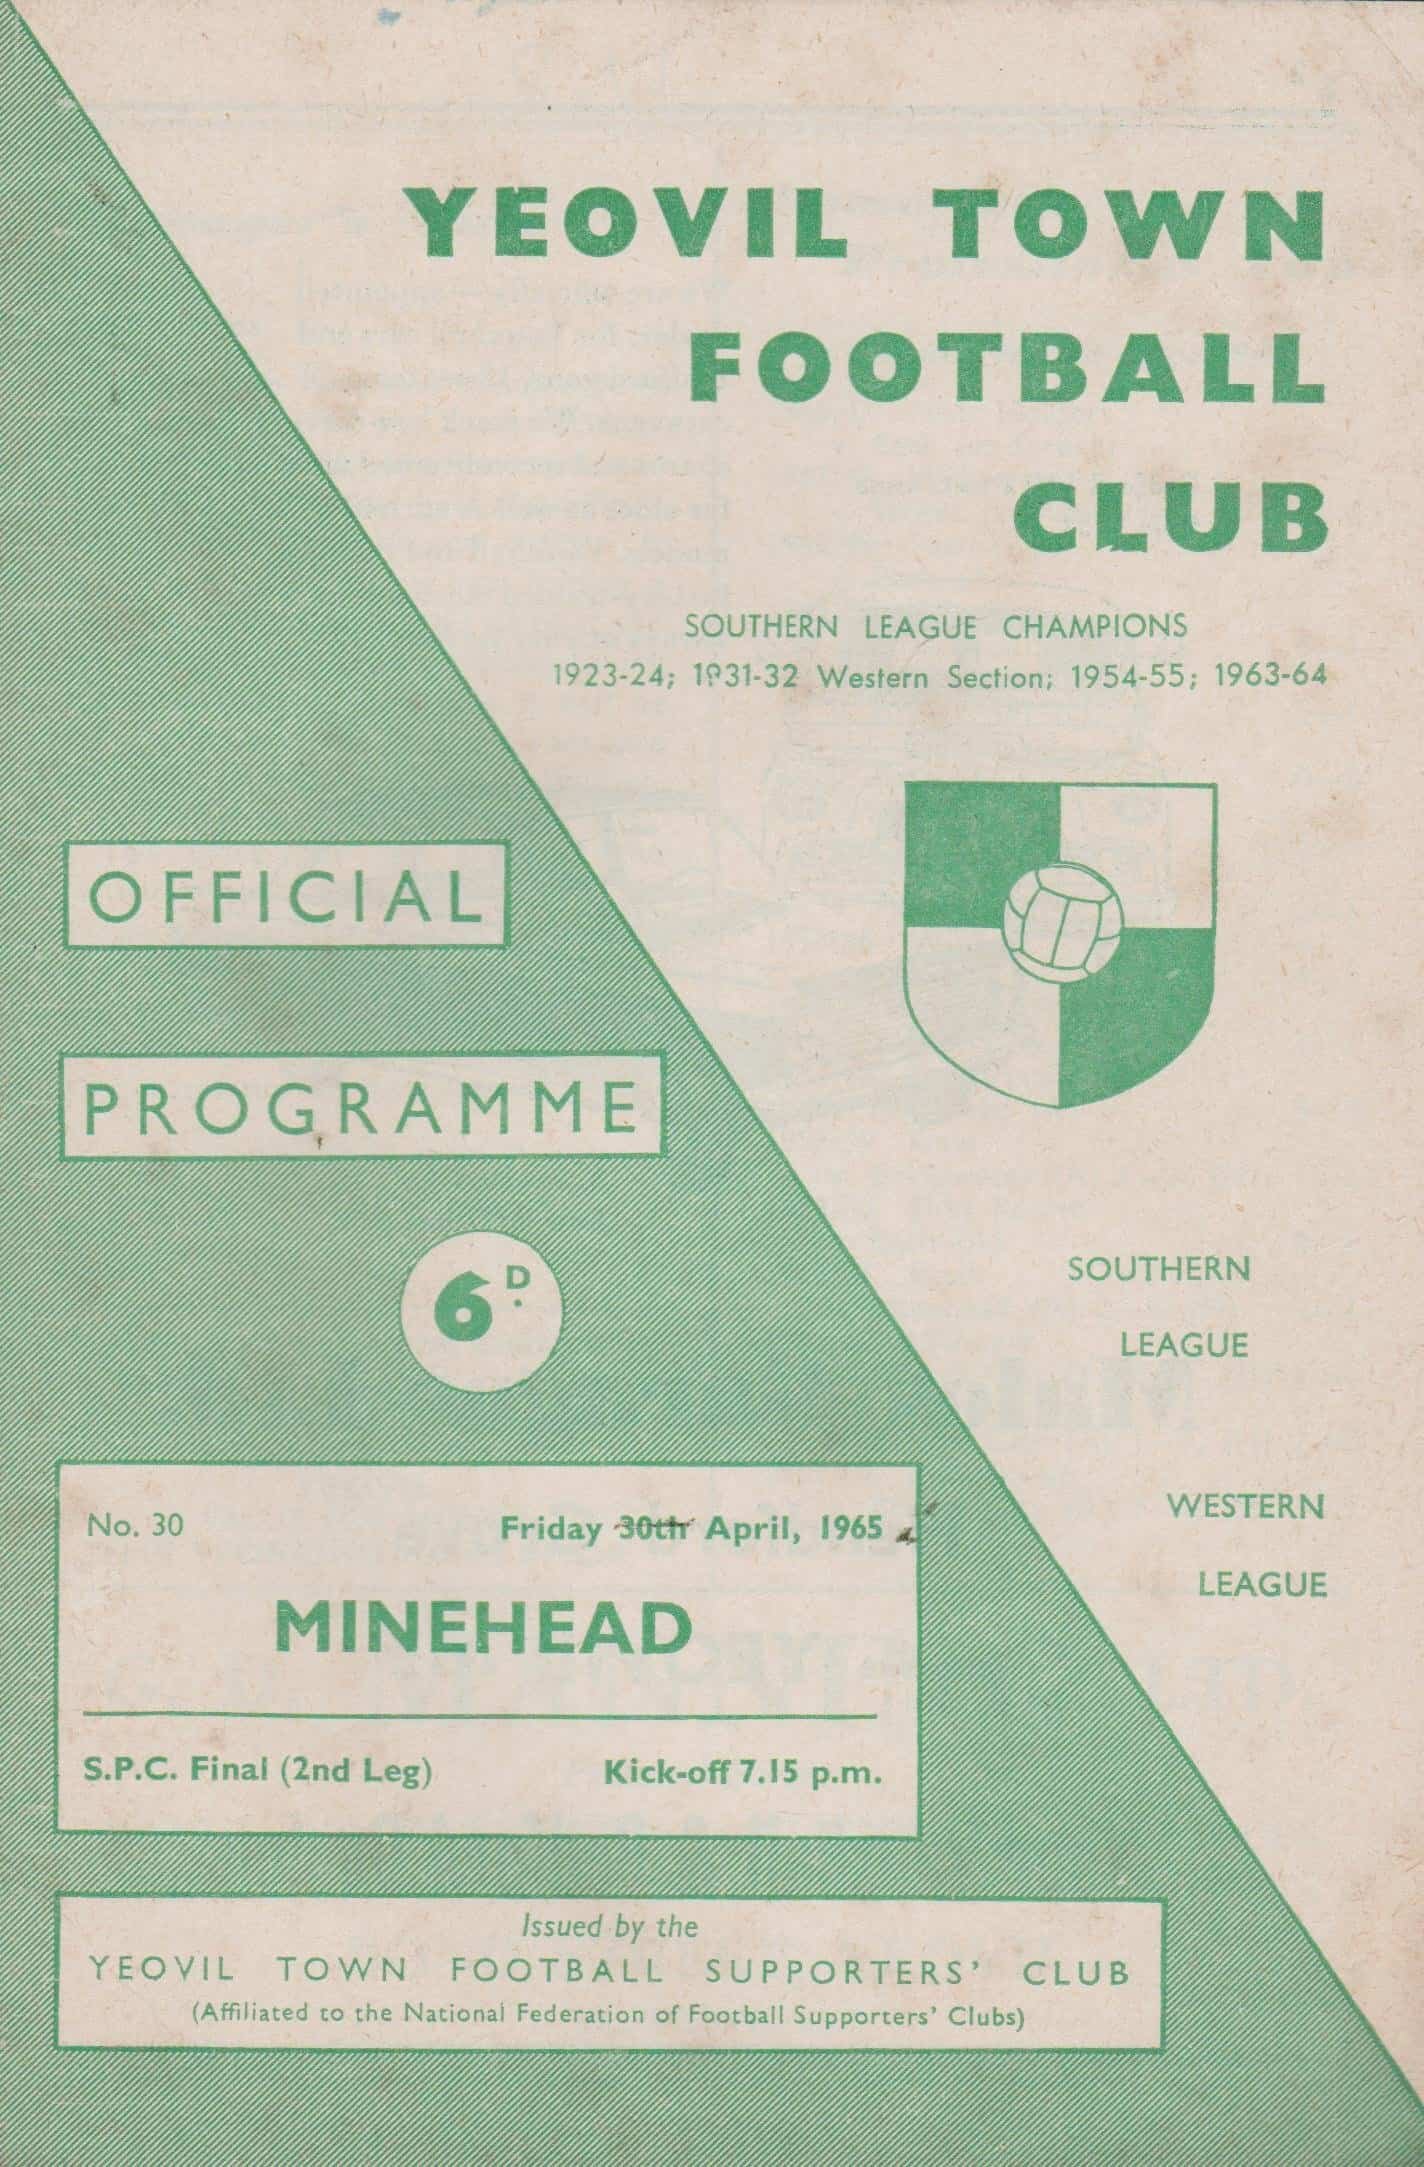 YEOVIL TOWN
FOOTBALL
CLUB
SOUTHERN LEAGUE CHAMPIONS
1923-24; 1931-32 Western Section; 1954-55; 1963-64
OFFICIAL
PROGRAMME
6D.
SOUTHERN
LEAGUE
WESTERN
LEAGUE
No. 30 Friday 30th April, 1965
MINEHEAD
S.P.C. Final (2nd Leg) Kick-off 7.15 p.m.
Issued by the
YEOVIL TOWN FOOTBALL SUPPORTERS' CLUB
(Affiliated to the National Federation of Football Supporters' Clubs)